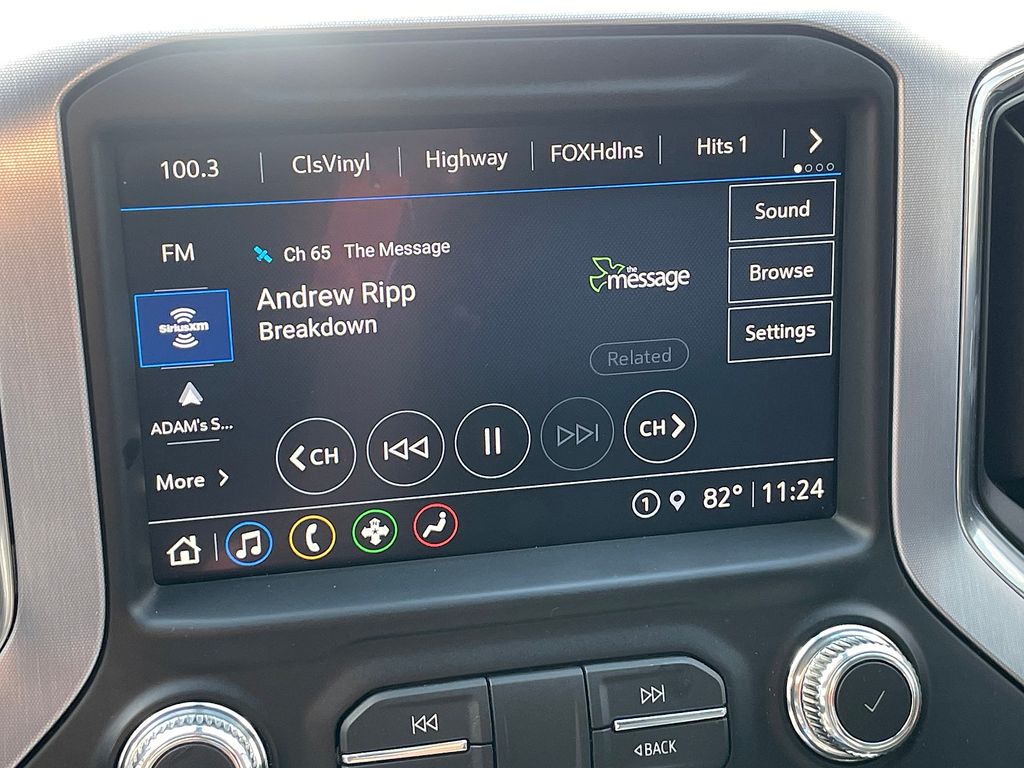 100.3
ClsVinyl
Highway
FOXHdlns
Hits 1
Sound
FM
Ch 65 The Message
the
message
Browse
SiriusXm
Andrew Ripp
Breakdown
Settings
Related
ADAM's S...
CH
CH
More
1
82° 11:24
BACK